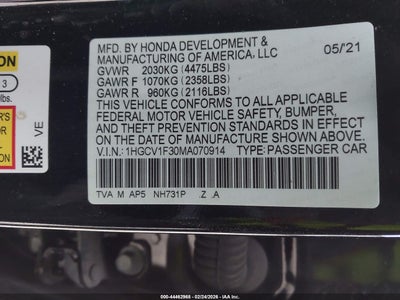 MFD. BY HONDA DEVELOPMENT & 05/21
MANUFACTURING OF AMERICA, LLC
GVWR 2030KG (4475LBS)
GAWR F 1070KG (2358LBS)
GAWR R 960KG (2116LBS)
THIS VEHICLE CONFORMS TO ALL APPLICABLE
FEDERAL MOTOR VEHICLE SAFETY, BUMPER,
AND THEFT PREVENTION STANDARDS IN EFFECT
ON THE DATE OF MANUFACTURE SHOWN ABOVE.
V.I.N.: 1HGCV1F30MA070914 TYPE: PASSENGER CAR
TVA M AP5 NH731P .Z .A
ION
3
lbs.
R'S
VE
000-44462968 - 02/24/2026 - IAA Inc.